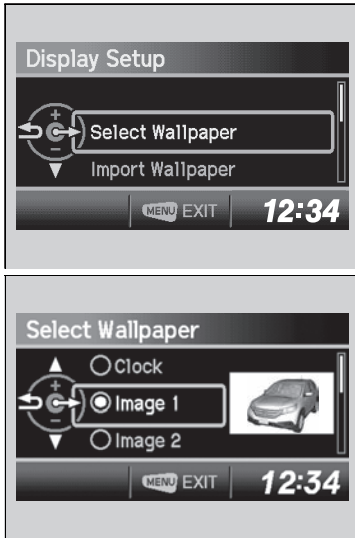 Display Setup
+
Select Wallpaper
−
Import Wallpaper
MENU EXIT
12:34
Select Wallpaper
Clock
+
Image 1
−
Image 2
MENU EXIT
12:34